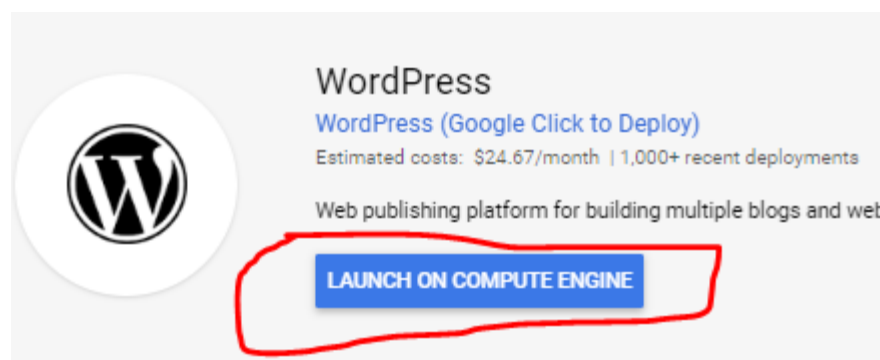 WordPress
WordPress (Google Click to Deploy)
Estimated costs: $24.67/month | 1,000+ recent deployments
Web publishing platform for building multiple blogs and
LAUNCH ON COMPUTE ENGINE